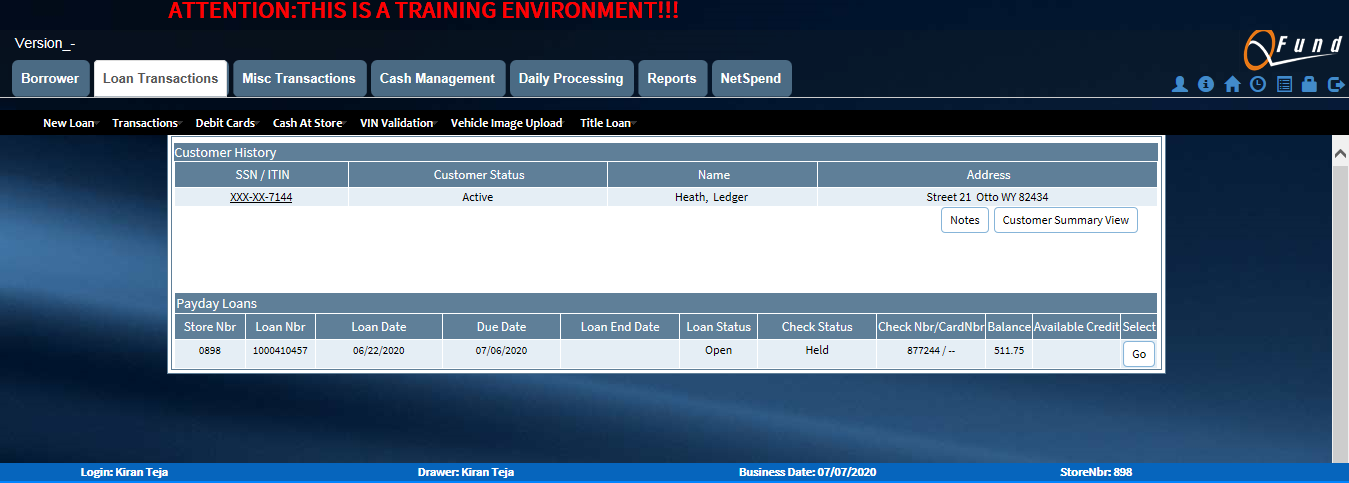 ATTENTION:THIS IS A TRAINING ENVIRONMENT!!!
Version_-
QFund
Borrower Loan Transactions Misc Transactions Cash Management Daily Processing Reports NetSpend
New Loan Transactions Debit Cards Cash At Store VIN Validation Vehicle Image Upload Title Loan
Customer History
SSN / ITIN Customer Status Name Address
XXX-XX-7144 Active Heath, Ledger Street 21 Otto WY 82434
Notes Customer Summary View
Payday Loans
Store Nbr Loan Nbr Loan Date Due Date Loan End Date Loan Status Check Status Check Nbr/CardNbr Balance Available Credit Select
0898 1000410457 06/22/2020 07/06/2020 Open Held 877244 / -- 511.75 Go
Login: Kiran Teja Drawer: Kiran Teja Business Date: 07/07/2020 StoreNbr: 898